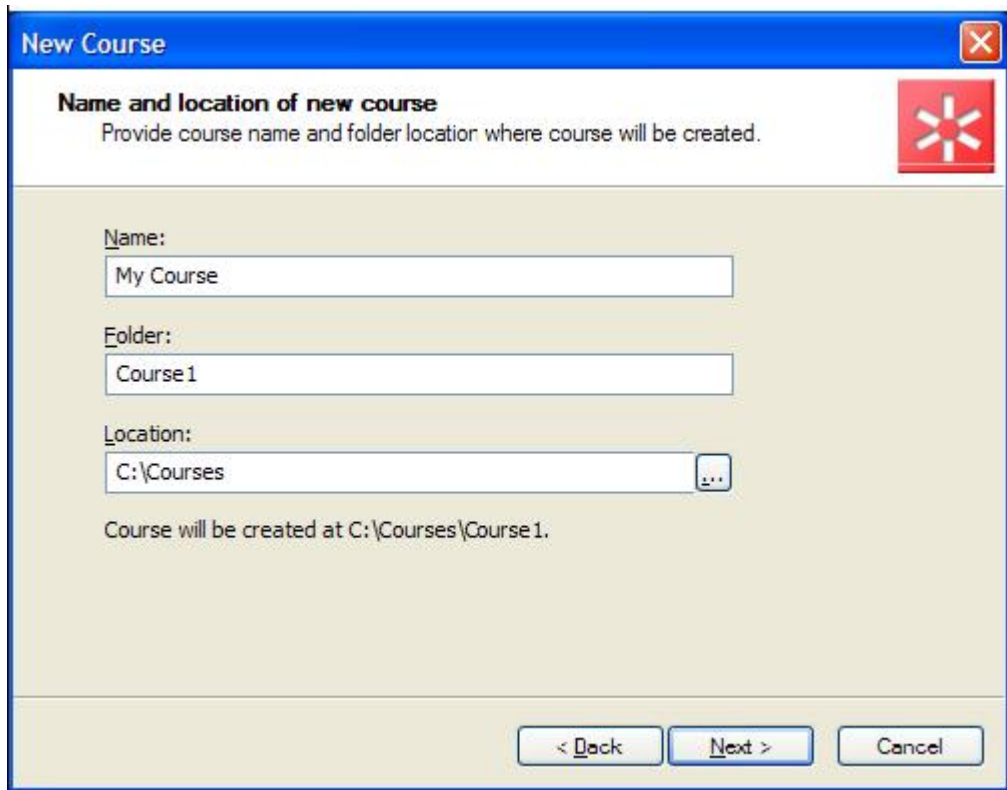 New Course
Name and location of new course
Provide course name and folder location where course will be created.
Name:
My Course
Folder:
Course1
Location:
C:\Courses
...
Course will be created at C:\Courses\Course1.
< Back
Next >
Cancel